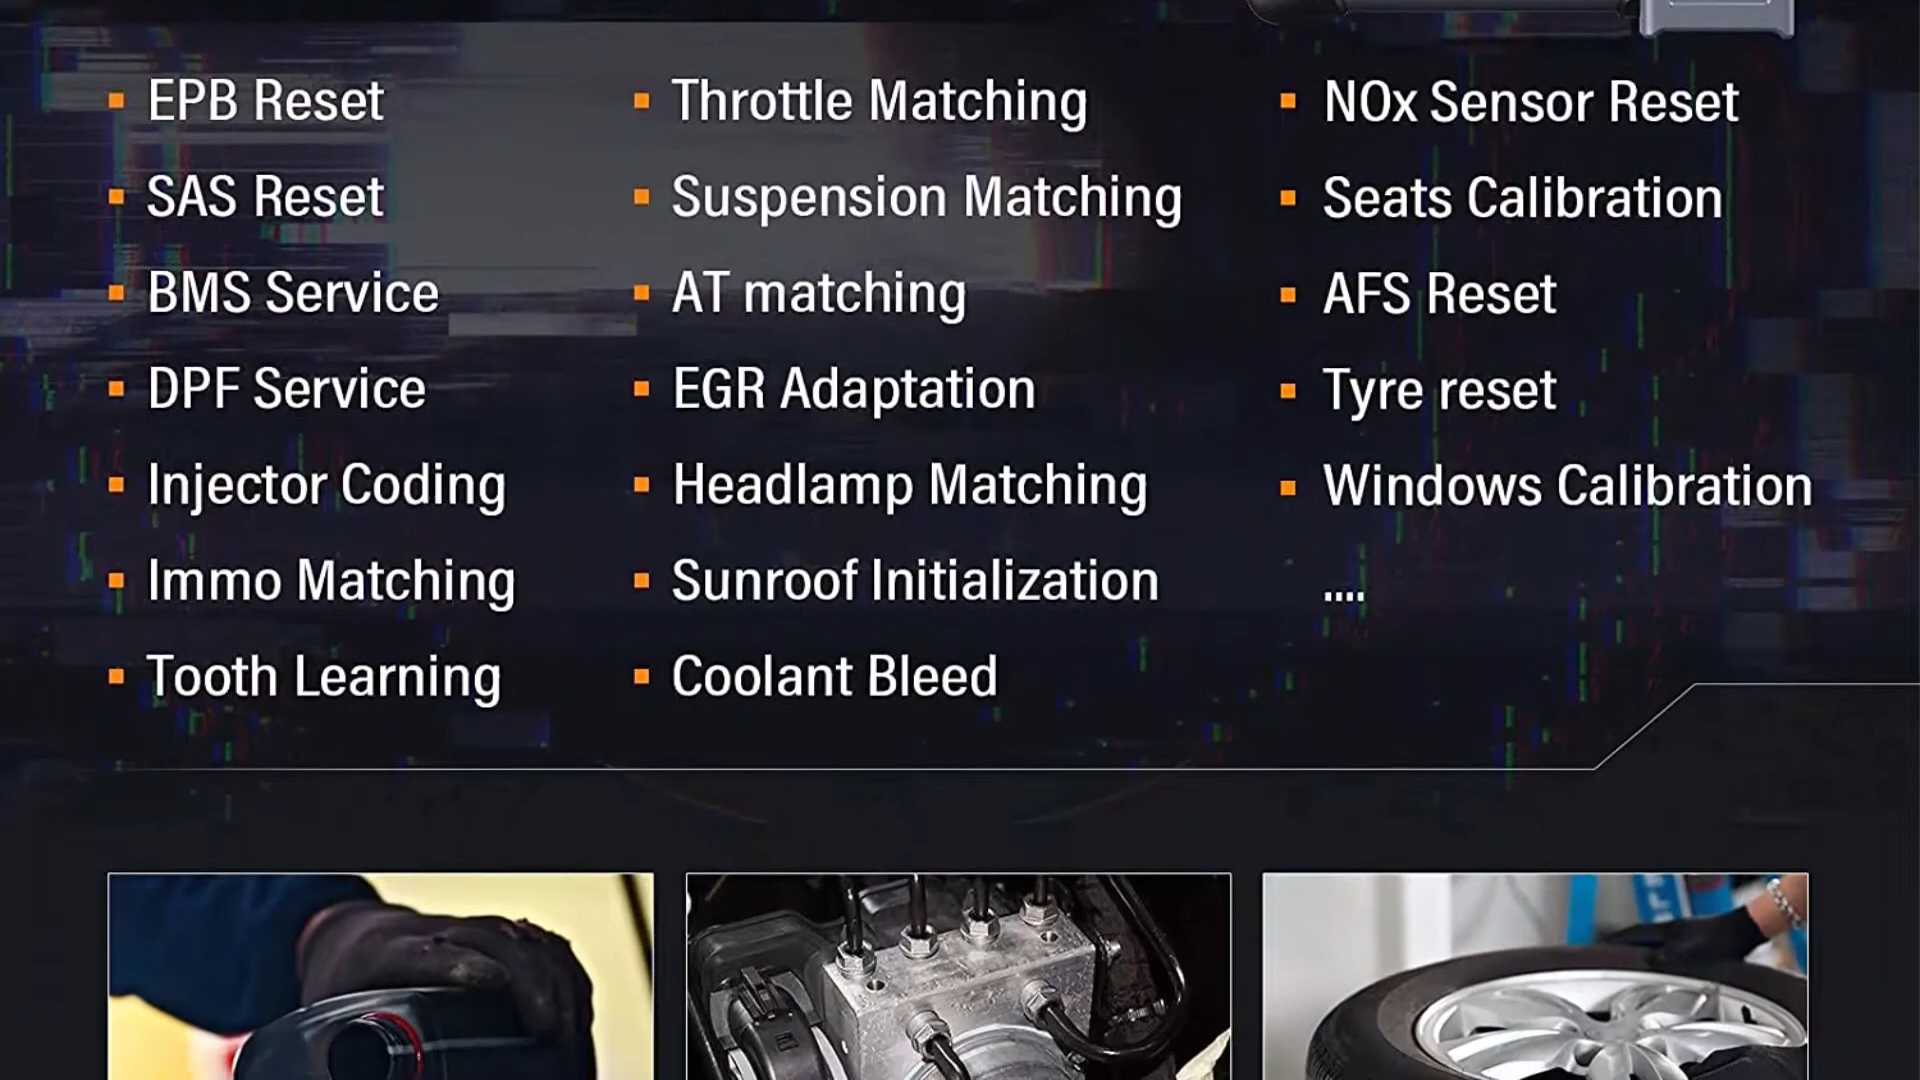 EPB Reset
SAS Reset
BMS Service
DPF Service
Injector Coding
Immo Matching
Tooth Learning
Throttle Matching
Suspension Matching
AT matching
EGR Adaptation
Headlamp Matching
Sunroof Initialization
Coolant Bleed
NOx Sensor Reset
Seats Calibration
AFS Reset
Tyre reset
Windows Calibration
....